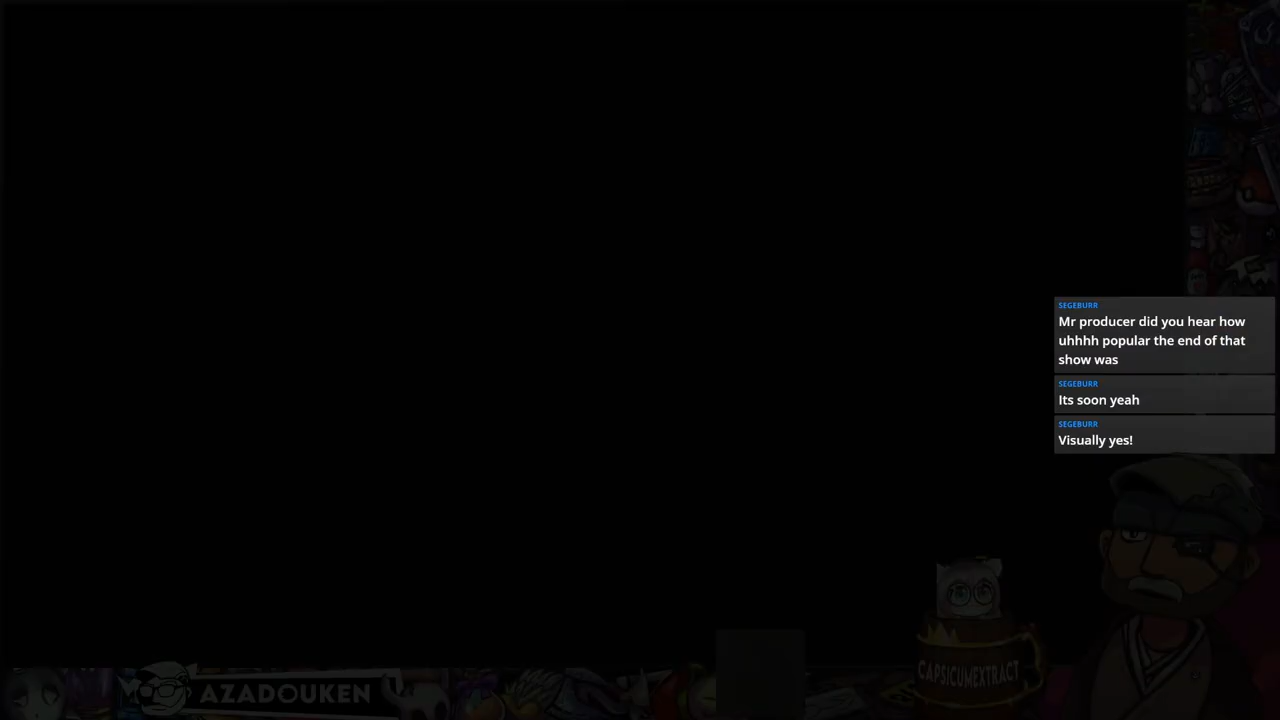 SEGEBURR
Mr producer did you hear how
uhhhh popular the end of that
show was
SEGEBURR
Its soon yeah
SEGEBURR
Visually yes!
CAPSICUMEXTRACT
AZADOUKEN